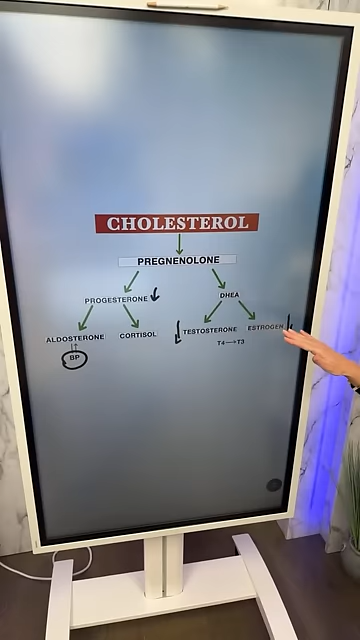 CHOLESTEROL
PREGNENOLONE
PROGESTERONE DHEA
ALDOSTERONE CORTISOL TESTOSTERONE ESTROGEN
BP T4→T3